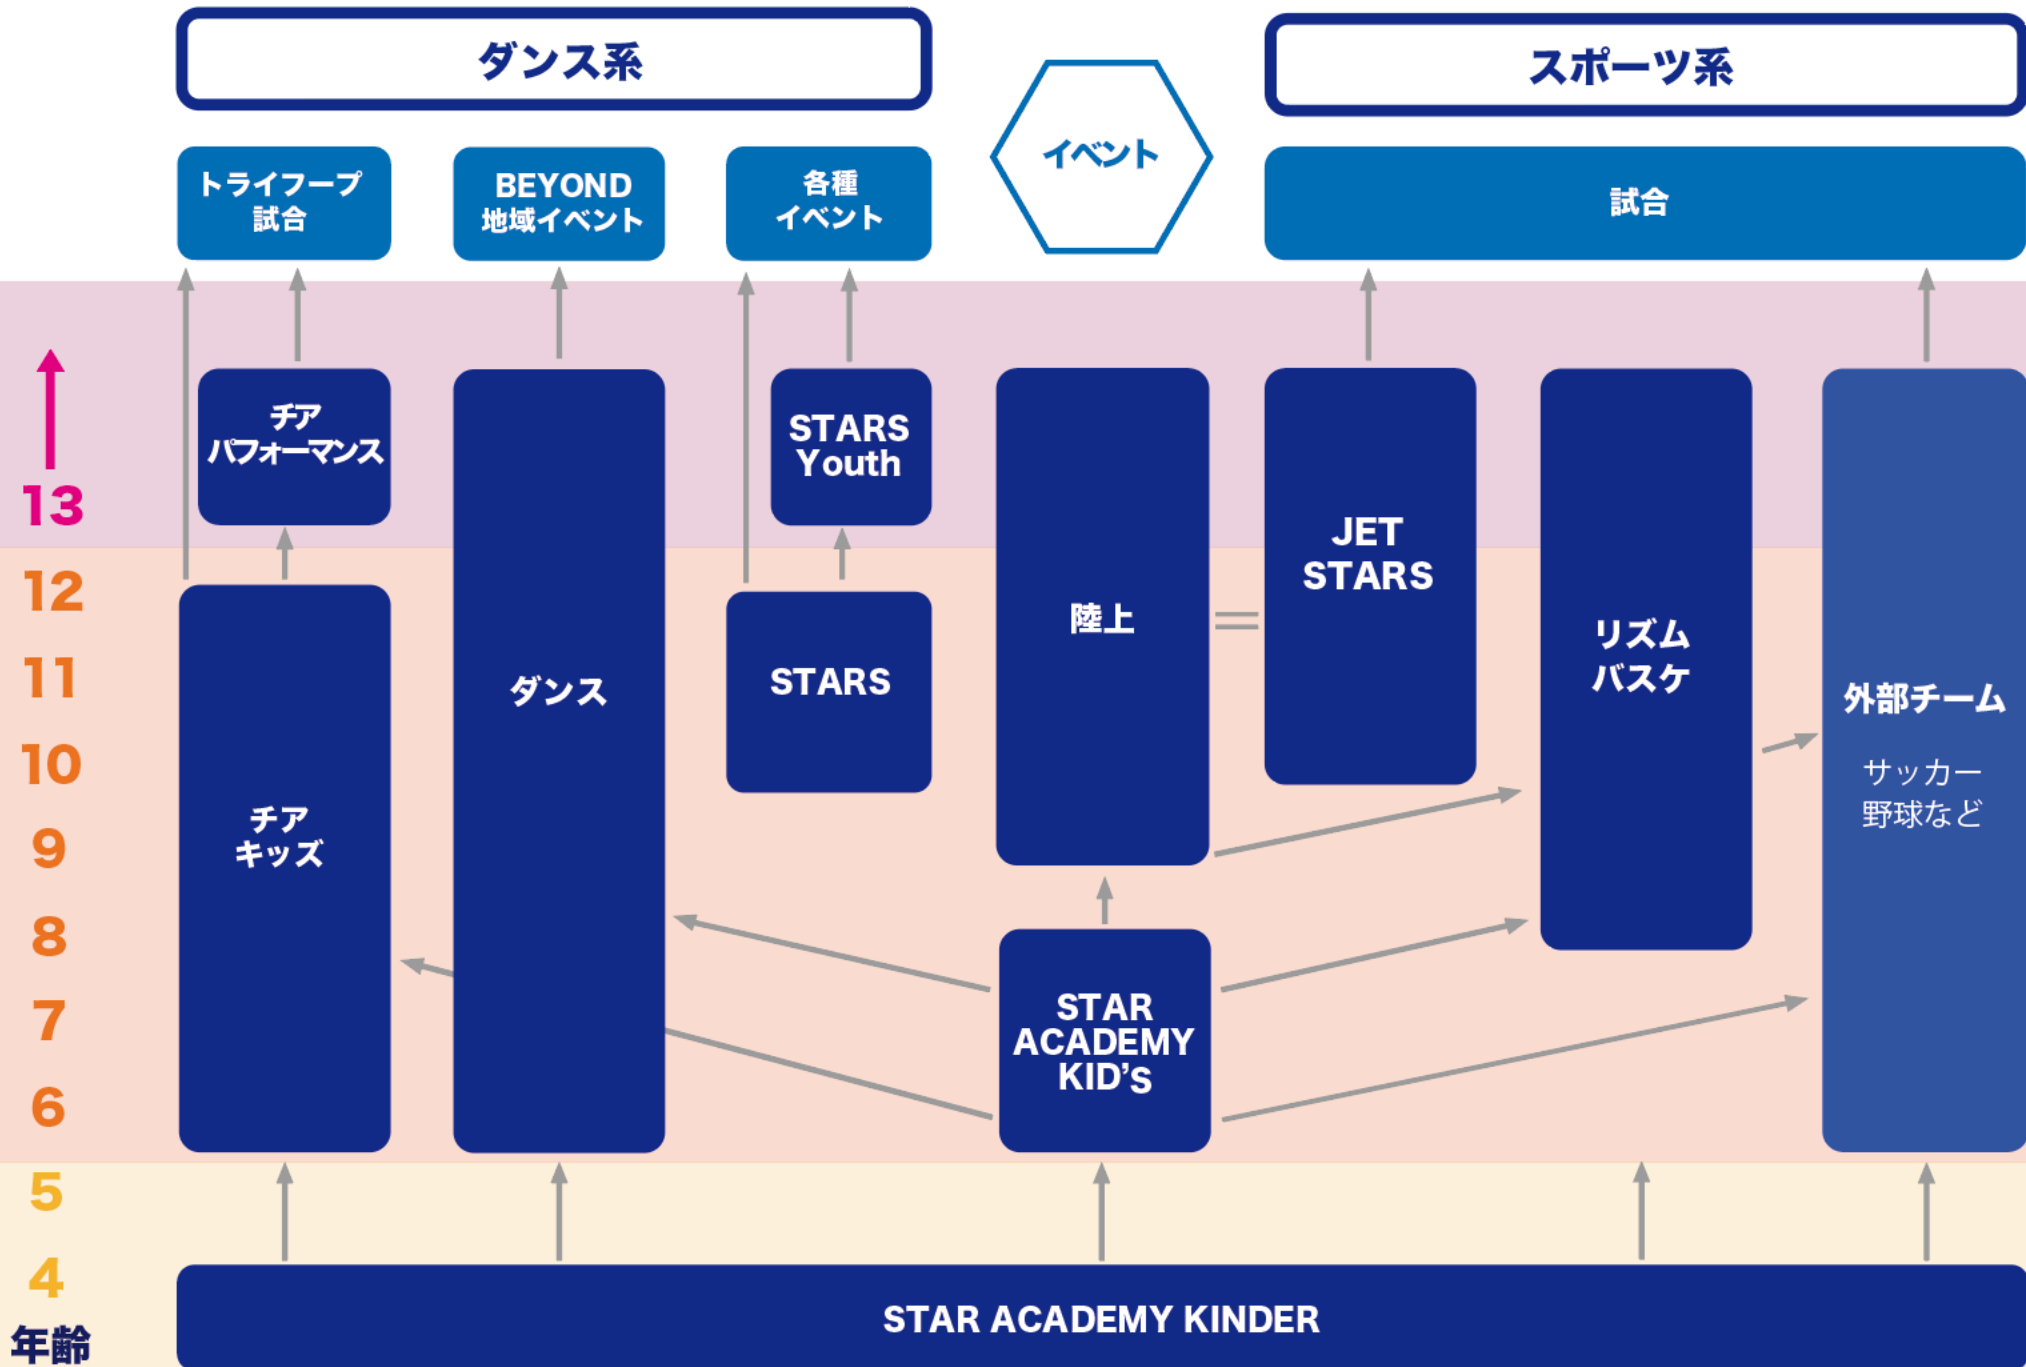 ダンス系
スポーツ系
イベント
トライフープ
試合
BEYOND
地域イベント
各種
イベント
試合
チア
パフォーマンス
STARS
Youth
JET
STARS
陸上
リズム
バスケ
STARS
ダンス
外部チーム
サッカー
野球など
チア
キッズ
STAR
ACADEMY
KID's
STAR ACADEMY KINDER
13
12
11
10
9
8
7
6
5
4
年齢